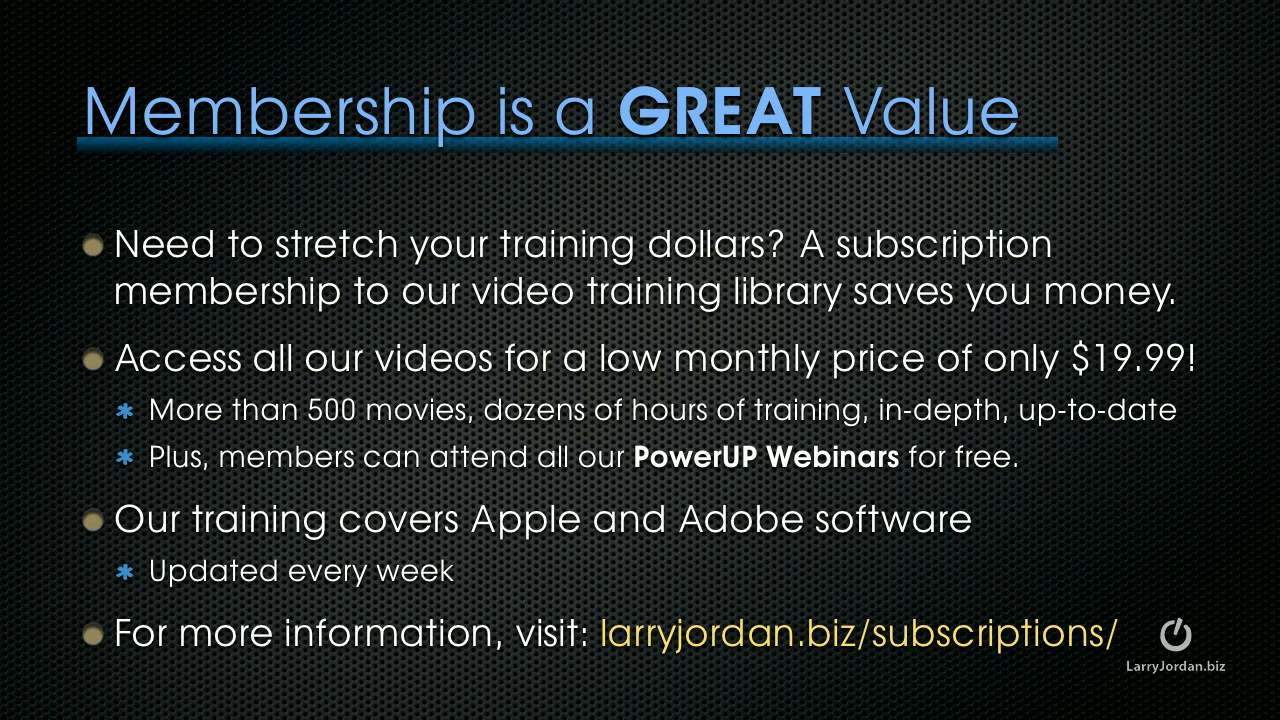 Membership is a GREAT Value
Need to stretch your training dollars? A subscription
membership to our video training library saves you money.
Access all our videos for a low monthly price of only $19.99!
More than 500 movies, dozens of hours of training, in-depth, up-to-date
Plus, members can attend all our PowerUP Webinars for free.
Our training covers Apple and Adobe software
Updated every week
For more information, visit: larryjordan.biz/subscriptions/
LarryJordan.biz